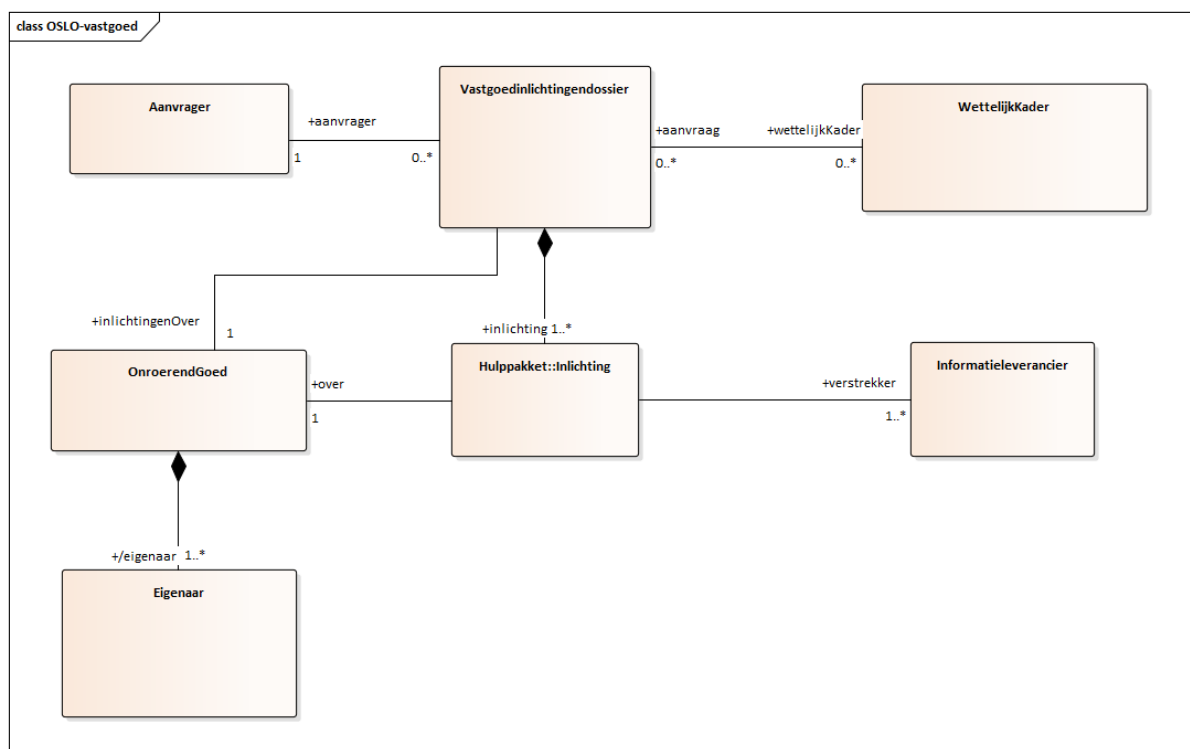 class OSLO-vastgoed
Aanvrager
Vastgoedinlichtingendossier
WettelijkKader
+aanvrager
+aanvraag
+wettelijkKader
1
0..*
0..*
0..*
+inlichtingenOver
1
+inlichting 1..*
OnroerendGoed
Hulppakket::Inlichting
Informatieleverancier
+over
+verstrekker
1
1..*
+/eigenaar 1..*
Eigenaar